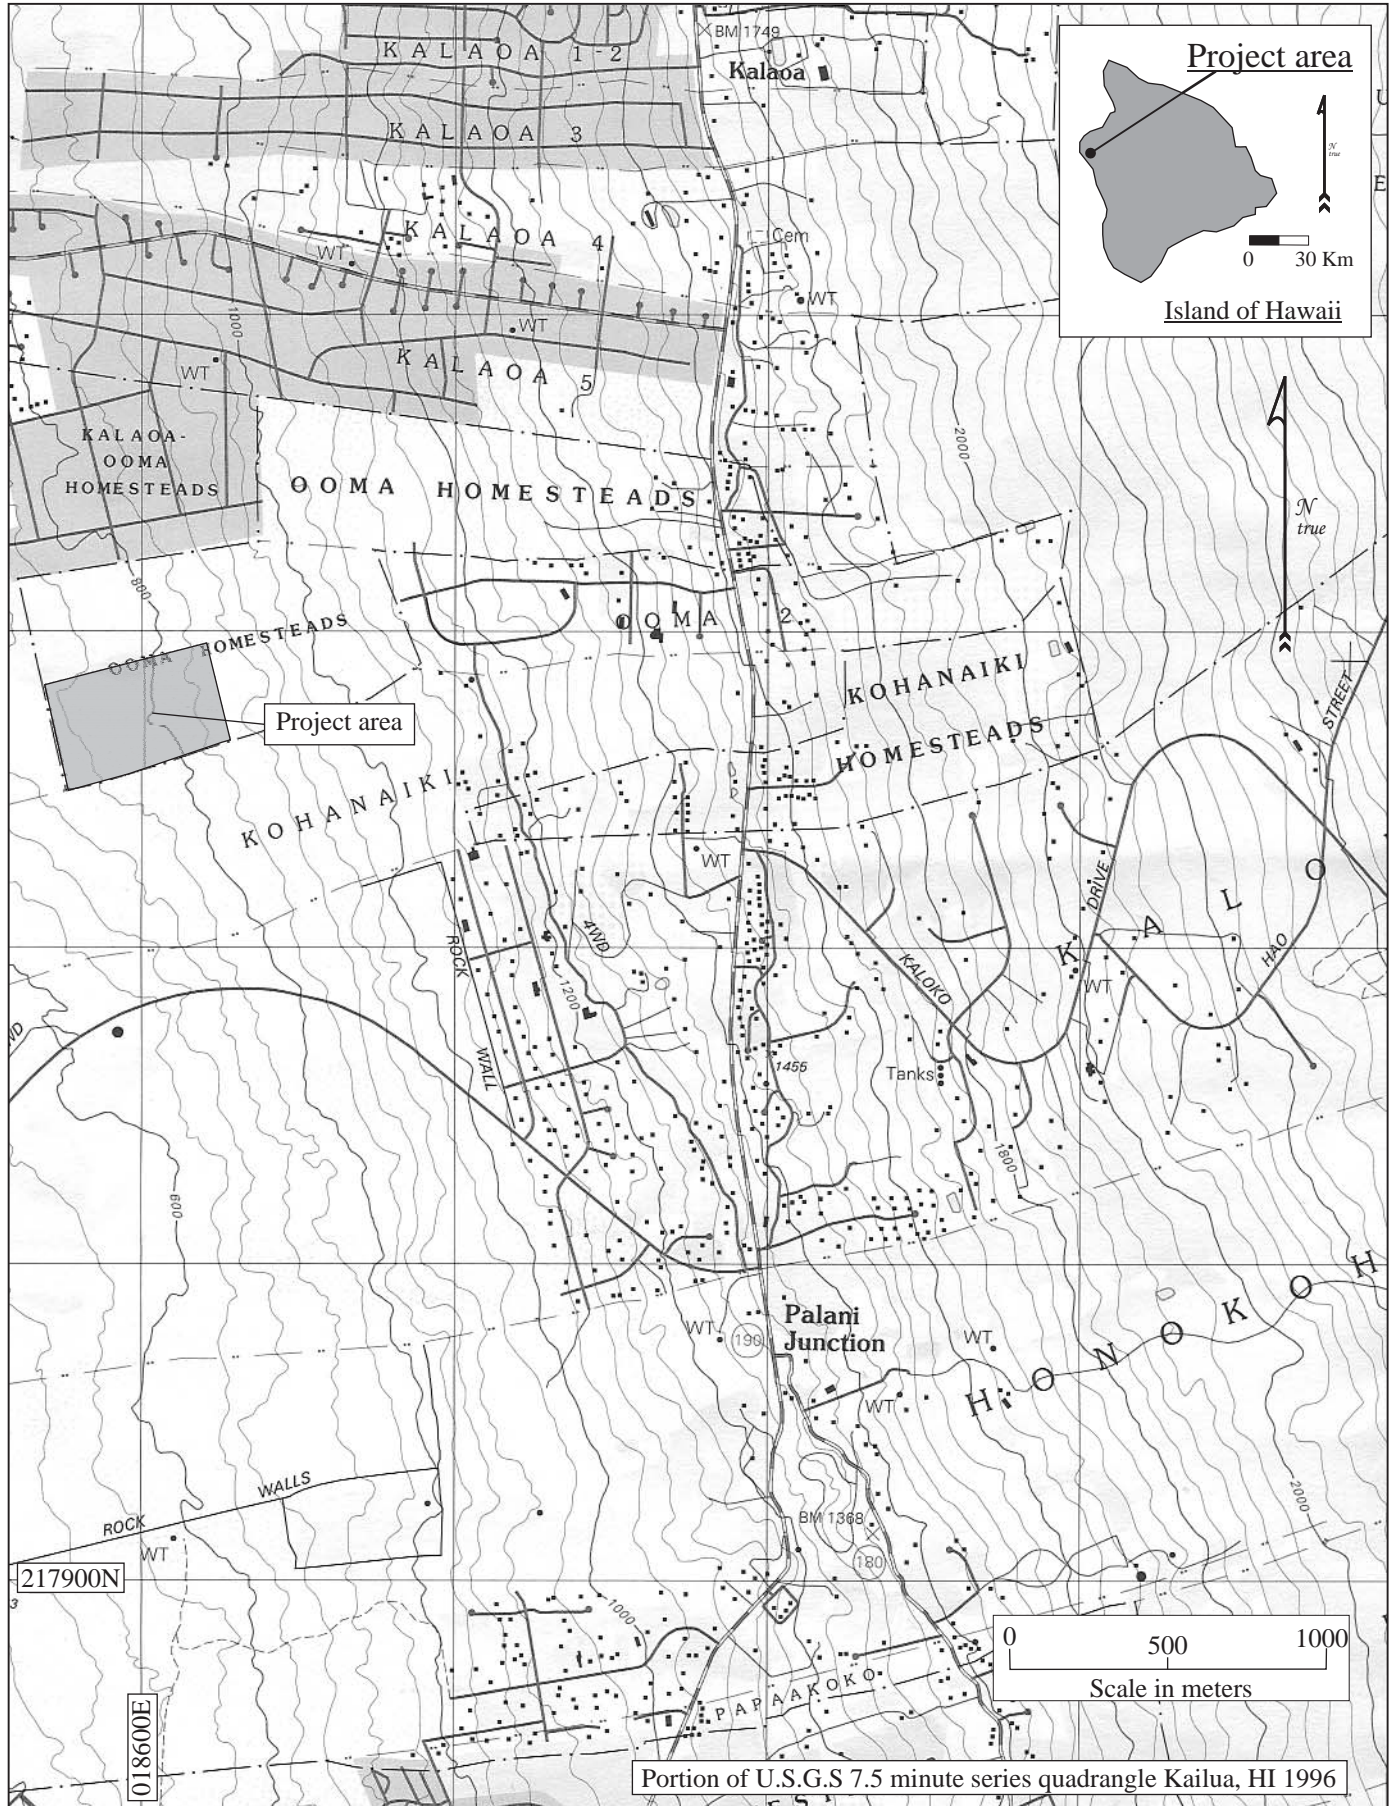 KALAOA 1-2
BM 1749
Kalaoa
KALAOA 3
KALAOA 4
WT
Cem
WT
1000
WT
WT
KALAOA 5
2000
KALAOA-
OOMA
HOMESTEADS
OOMA HOMESTEADS
800
OOMA 2
OOMA HOMESTEADS
Project area
KOHANAIKI
HOMESTEADS
KOHANAIKI
STREET
WT
DRIVE
KALO
HAO
ROCK
WALL
4WD
1200
KALOKO
WT
WD
1455
Tanks
1800
600
HONOKOH
Palani
Junction
WT
190
WT
WT
2000
ROCK WALLS
WT
BM 1368
180
217900N
3
1000
PAPAAKOKO
018600E
Project area
N
true
0 30 Km
Island of Hawaii
N
true
0 500 1000
Scale in meters
Portion of U.S.G.S 7.5 minute series quadrangle Kailua, HI 1996